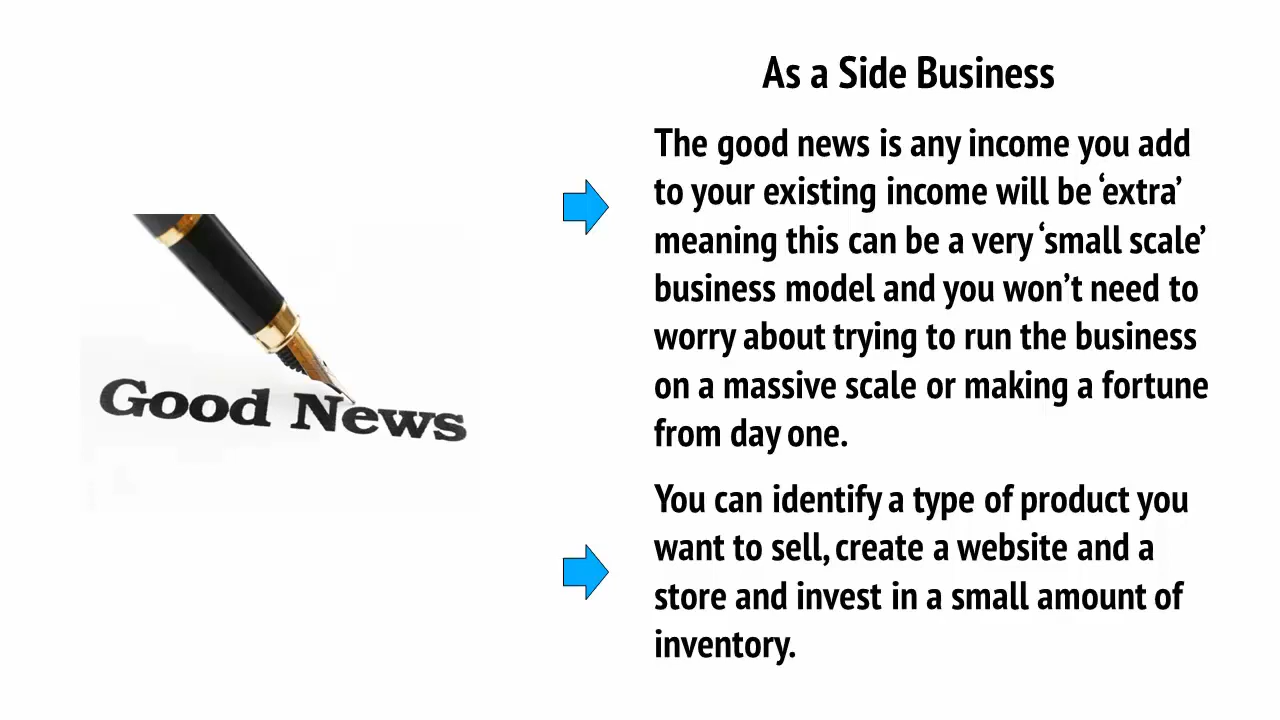 As a Side Business
The good news is any income you add
to your existing income will be ‘extra’
meaning this can be a very ‘small scale’
business model and you won’t need to
worry about trying to run the business
on a massive scale or making a fortune
from day one.
Good News
You can identify a type of product you
want to sell, create a website and a
store and invest in a small amount of
inventory.